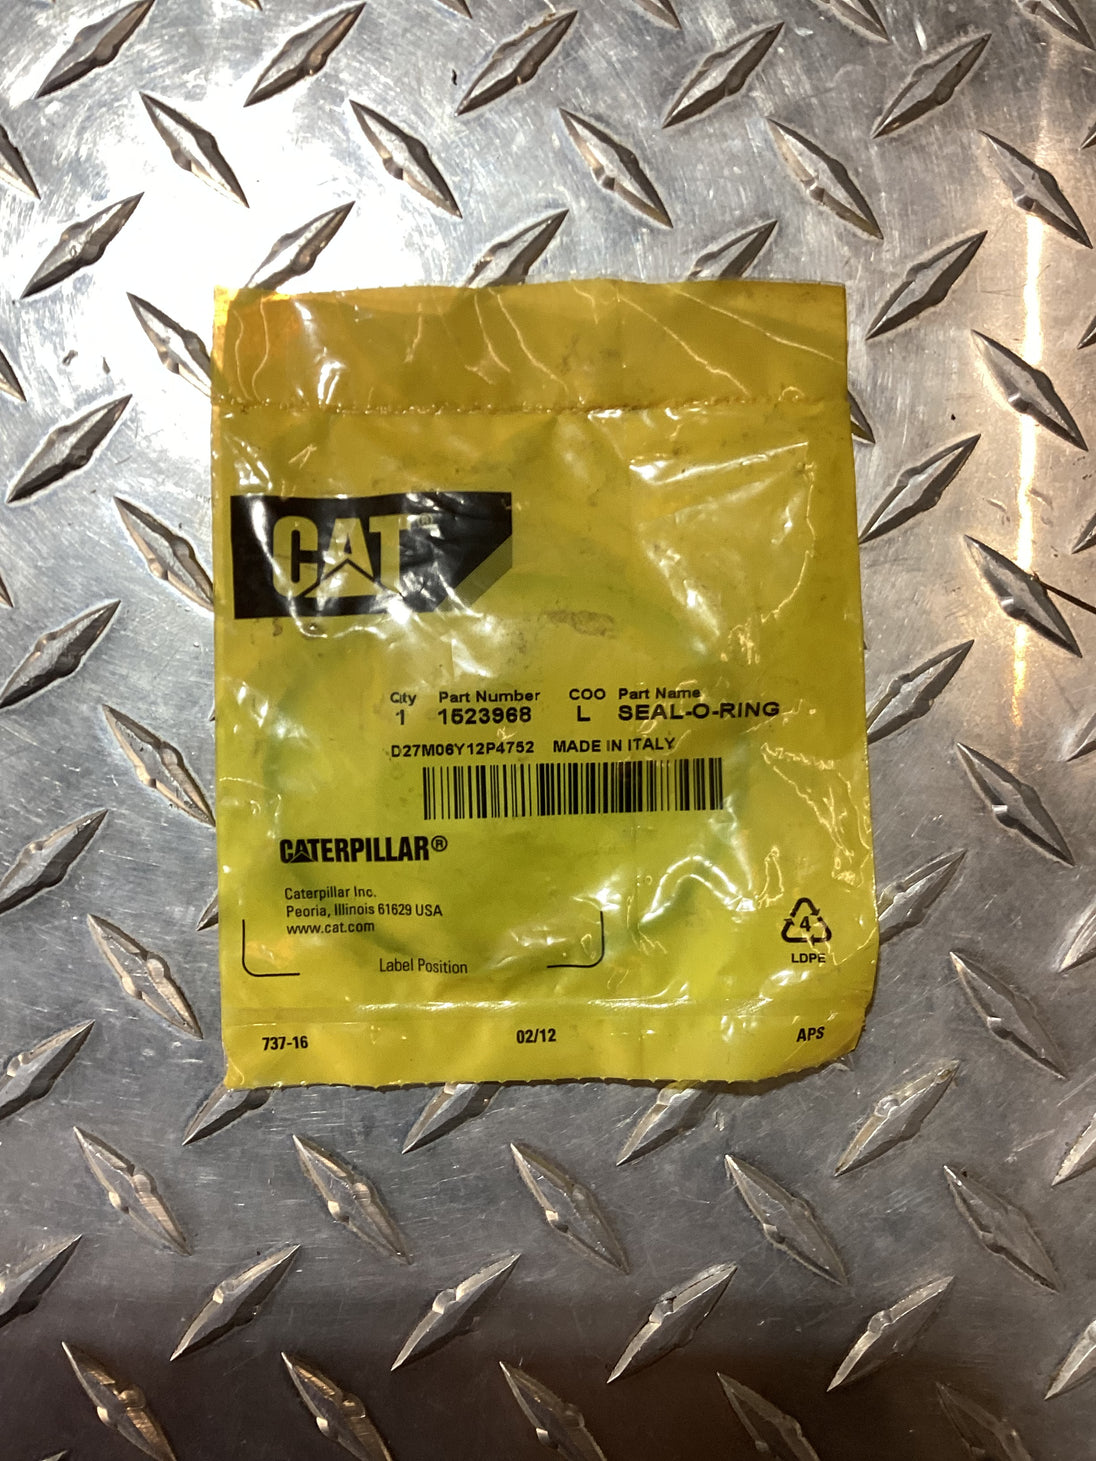 CAT®
Qty Part Number COO Part Name
1 1523968 L SEAL-O-RING
D27M06Y12P4752 MADE IN ITALY
CATERPILLAR®
Caterpillar Inc.
Peoria, Illinois 61629 USA
www.cat.com
Label Position
4
LDPE
737-16 02/12 APS